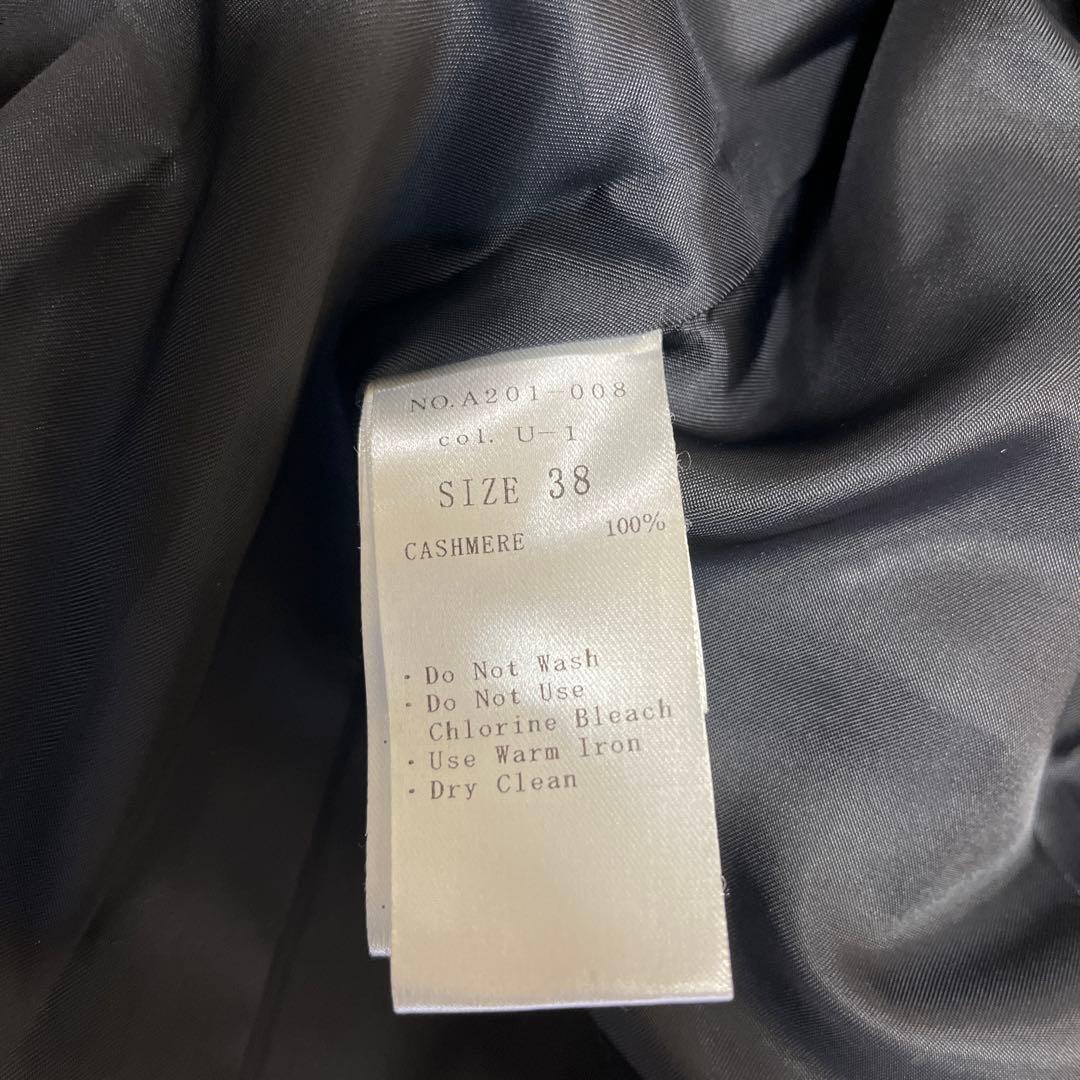 NO.A201-008
col. U-1
SIZE 38
CASHMERE 100%
· Do Not Wash
· Do Not Use
Chlorine Bleach
· Use Warm Iron
· Dry Clean